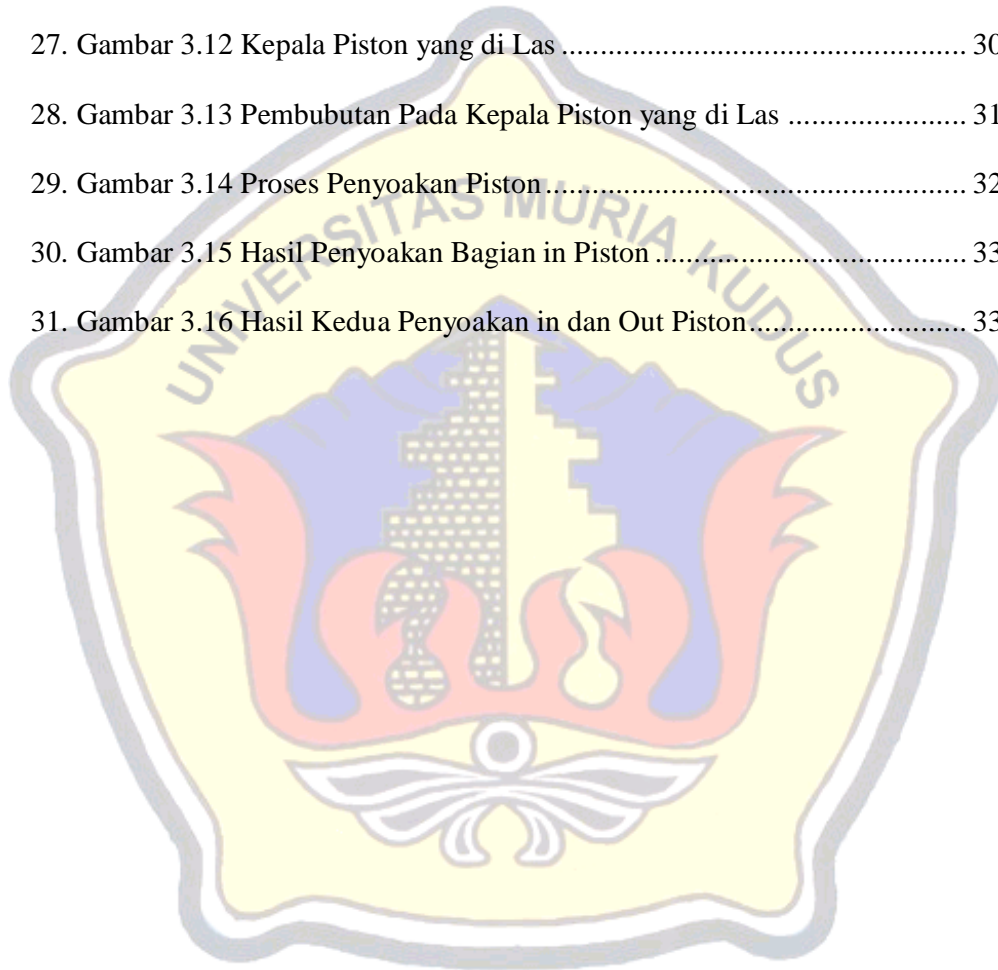 27. Gambar 3.12 Kepala Piston yang di Las .............................................. 30
28. Gambar 3.13 Pembubutan Pada Kepala Piston yang di Las ...................... 31
29. Gambar 3.14 Proses Penyoakan Piston ................................................ 32
30. Gambar 3.15 Hasil Penyoakan Bagian in Piston .................................... 33
31. Gambar 3.16 Hasil Kedua Penyoakan in dan Out Piston ......................... 33
UNIVERSITAS MURIA KUDUS